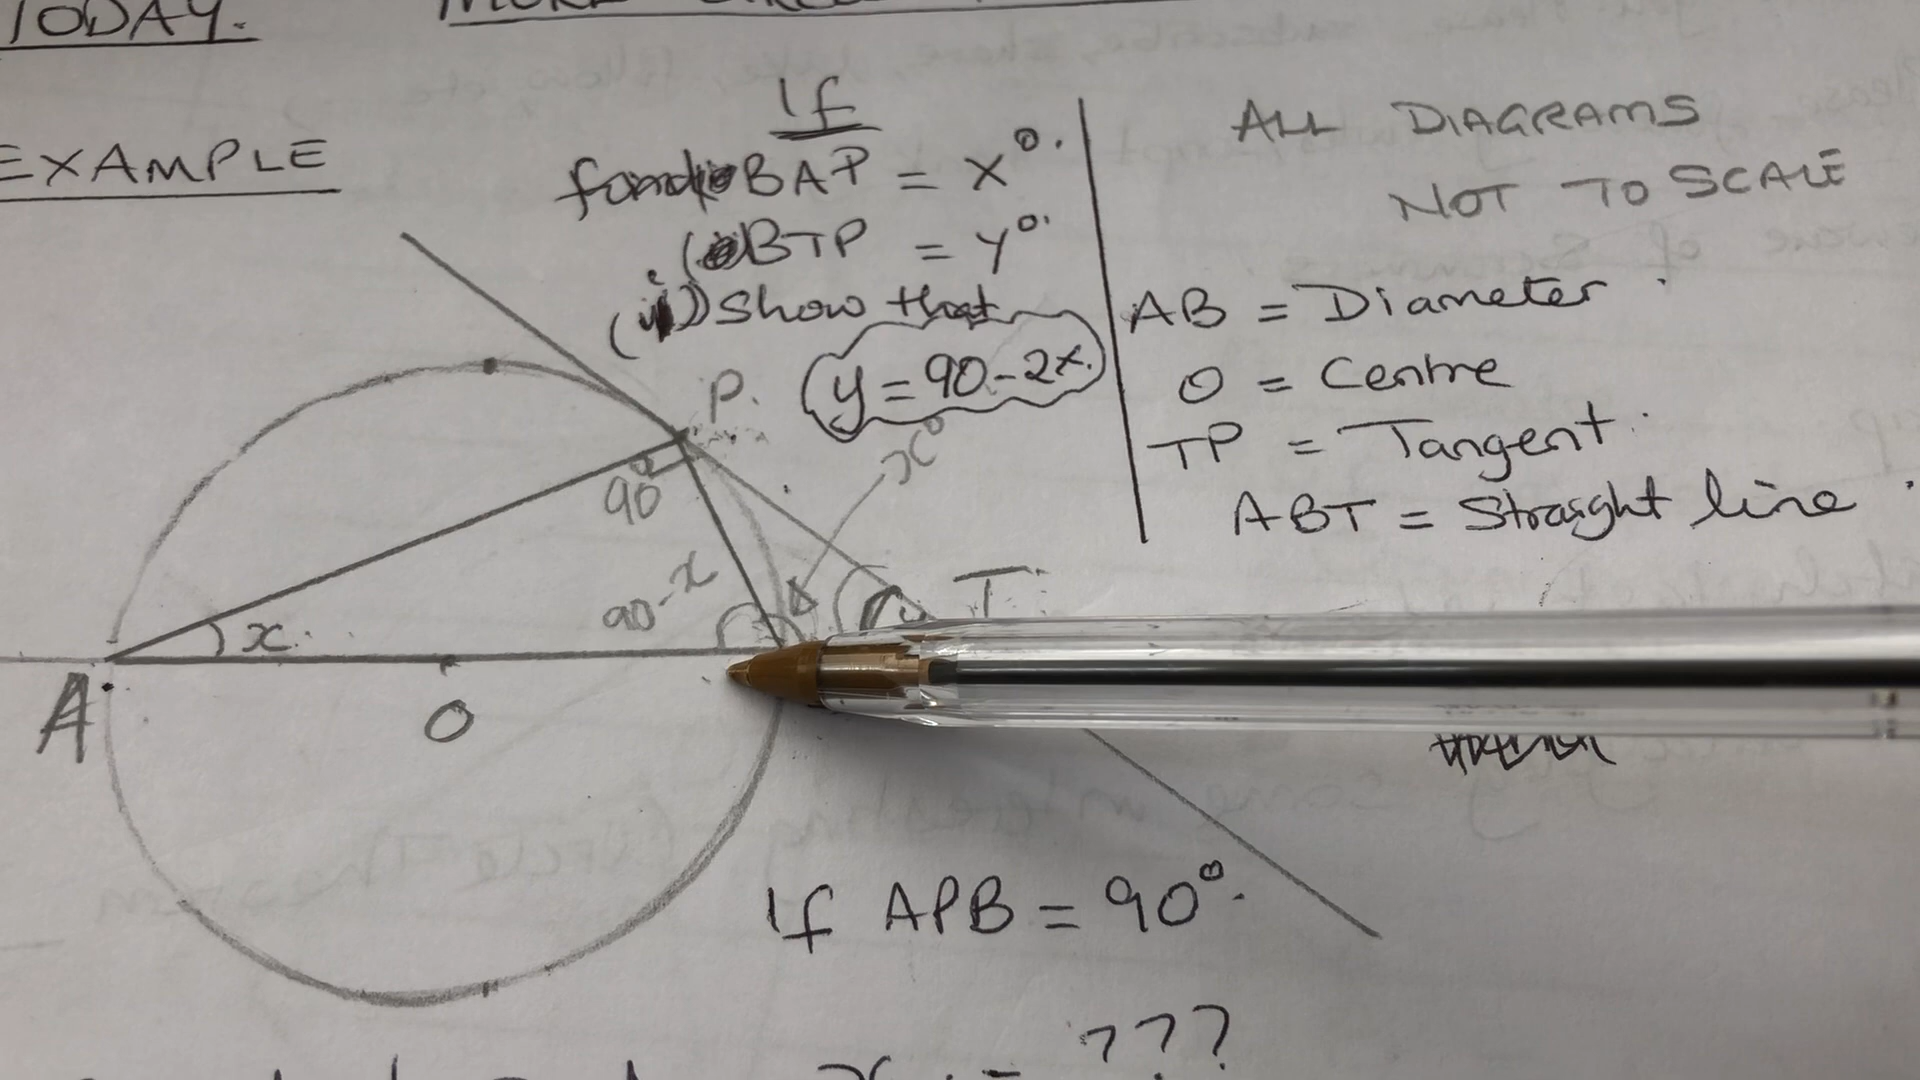 TODAY.
EXAMPLE
If
BAP = x°.
BTP = y°.
(ii) Show that
y = 90-2x.
ALL DIAGRAMS
NOT TO SCALE
AB = Diameter.
O = Centre
TP = Tangent.
ABT = Straight line.
P.
x°
90
90-x
T.
x.
A
O
If APB = 90°.
= ???